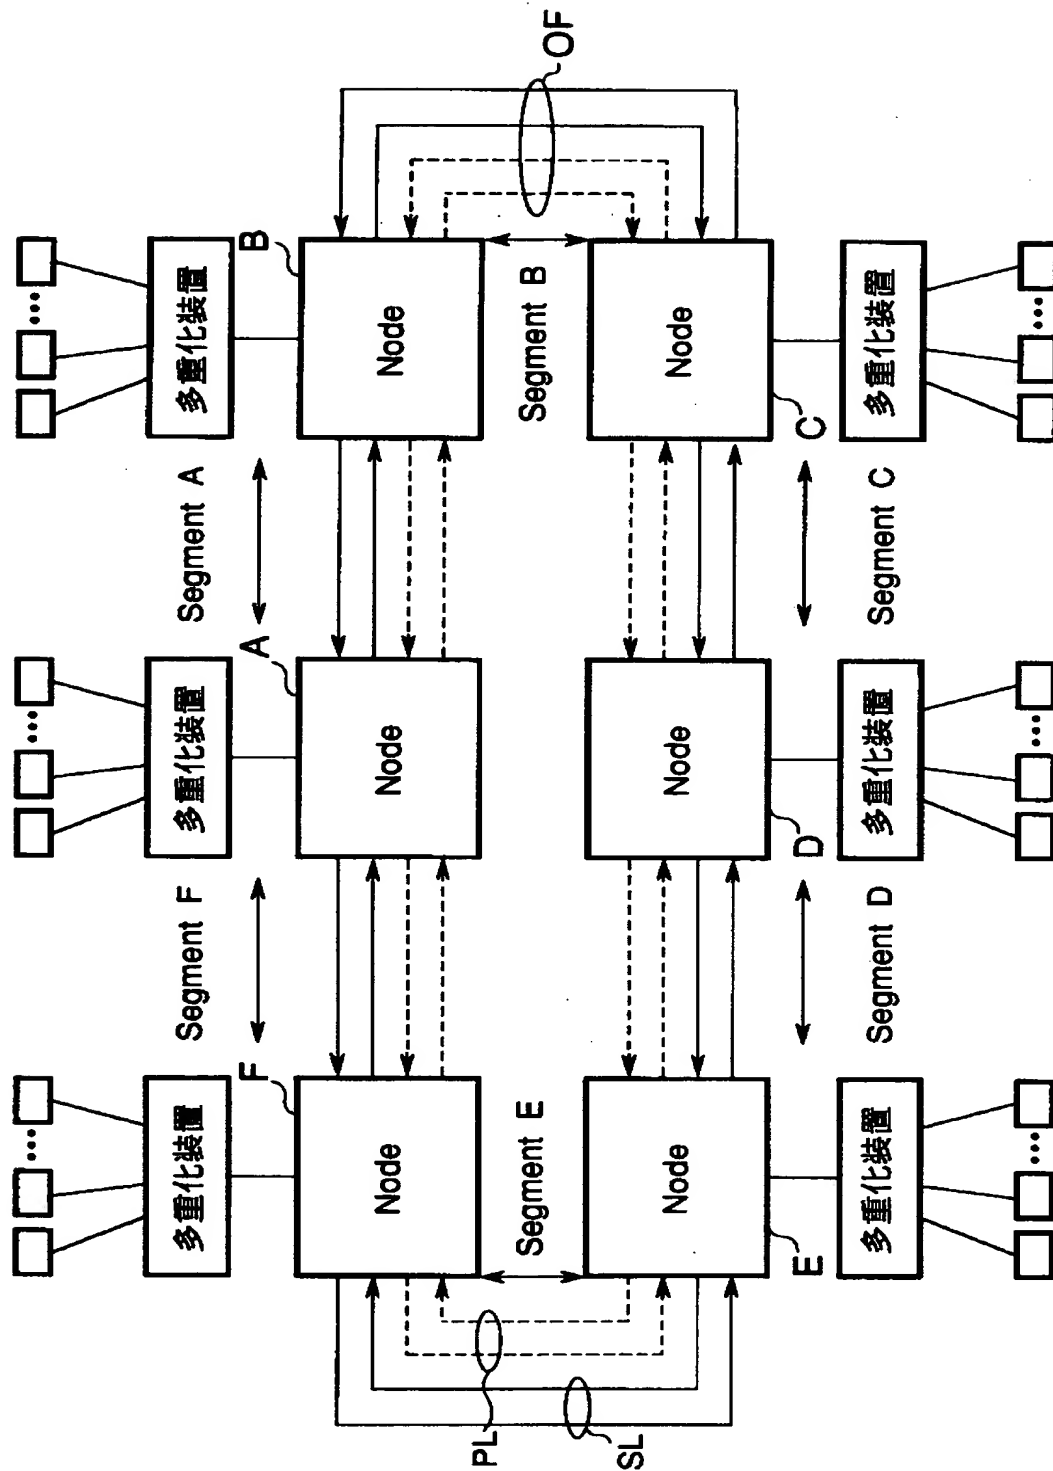 ...
...
...
多重化装置
Segment F
多重化装置
Segment A
多重化装置
F
A
B
Node
Node
Node
PL
Segment E
Segment B
OF
SL
Node
Node
Node
E
D
C
多重化装置
Segment D
多重化装置
Segment C
多重化装置
...
...
...